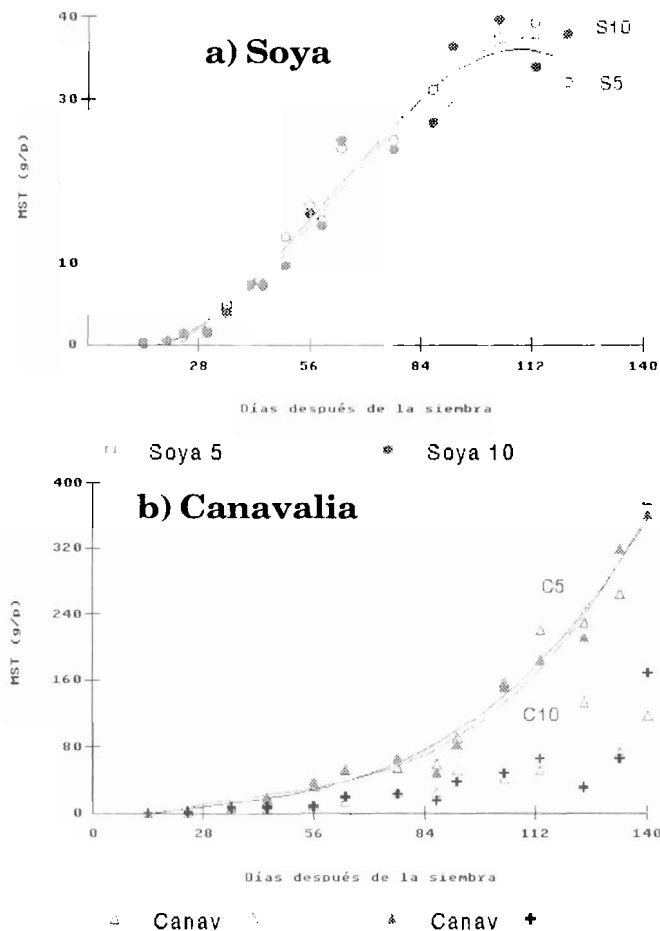 40
a) Soya
S10
30
S5
MST (g/p)
10
0
28 56 84 112 140
Días después de la siembra
Soya 5 Soya 10
400
b) Canavalia
320
C5
240
MST (g/p)
160
C10
80
0
0 28 56 84 112 140
Días después de la siembra
Canav Canav